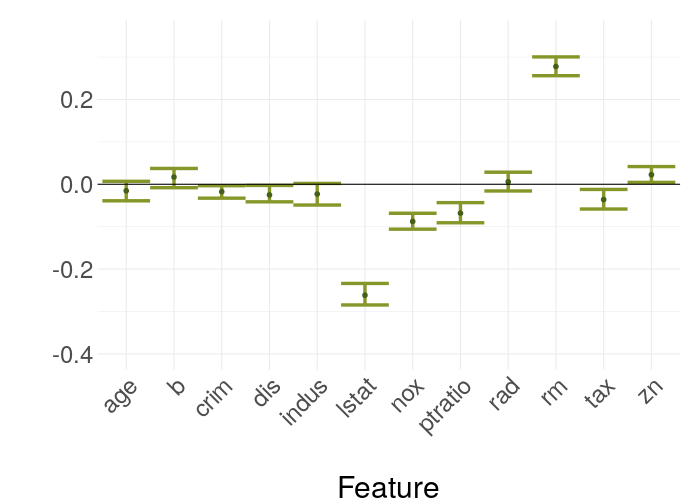 0.2
0.0
-0.2
-0.4
age
b
crim
dis
indus
lstat
nox
ptratio
rad
rm
tax
zn
Feature